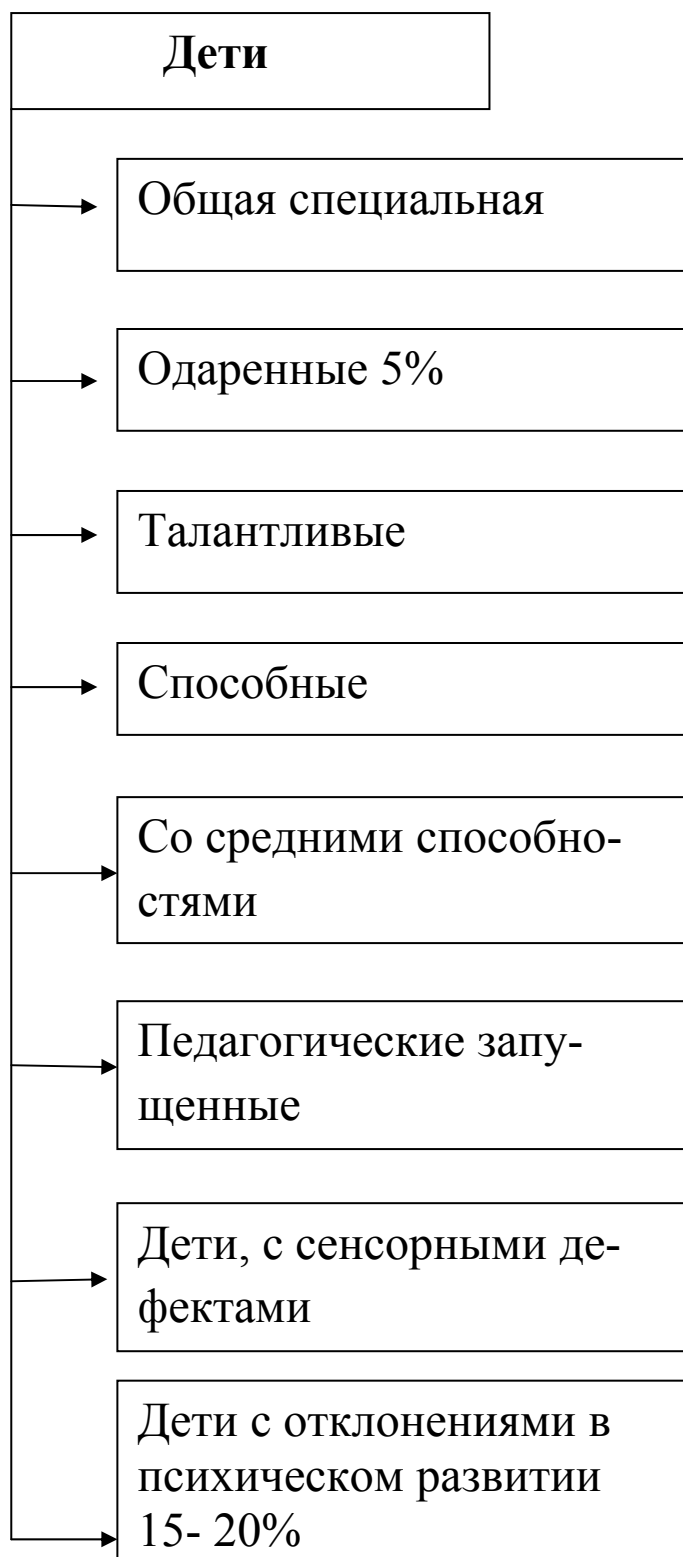 Дети
Общая специальная
Одаренные 5%
Талантливые
Способные
Со средними способно-
стями
Педагогические запу-
щенные
Дети, с сенсорными де-
фектами
Дети с отклонениями в
психическом развитии
15- 20%